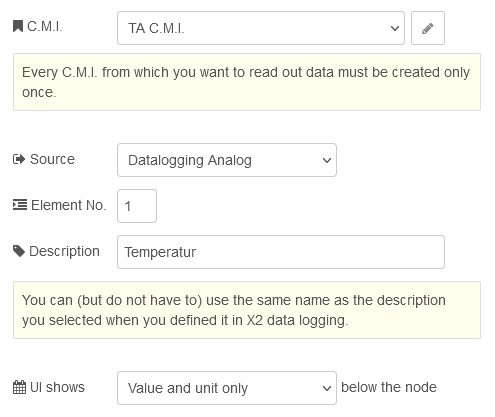 C.M.I. TA C.M.I.
Every C.M.I. from which you want to read out data must be created only
once.
Source Datalogging Analog
Element No. 1
Description Temperatur
You can (but do not have to) use the same name as the description
you selected when you defined it in X2 data logging.
UI shows Value and unit only below the node